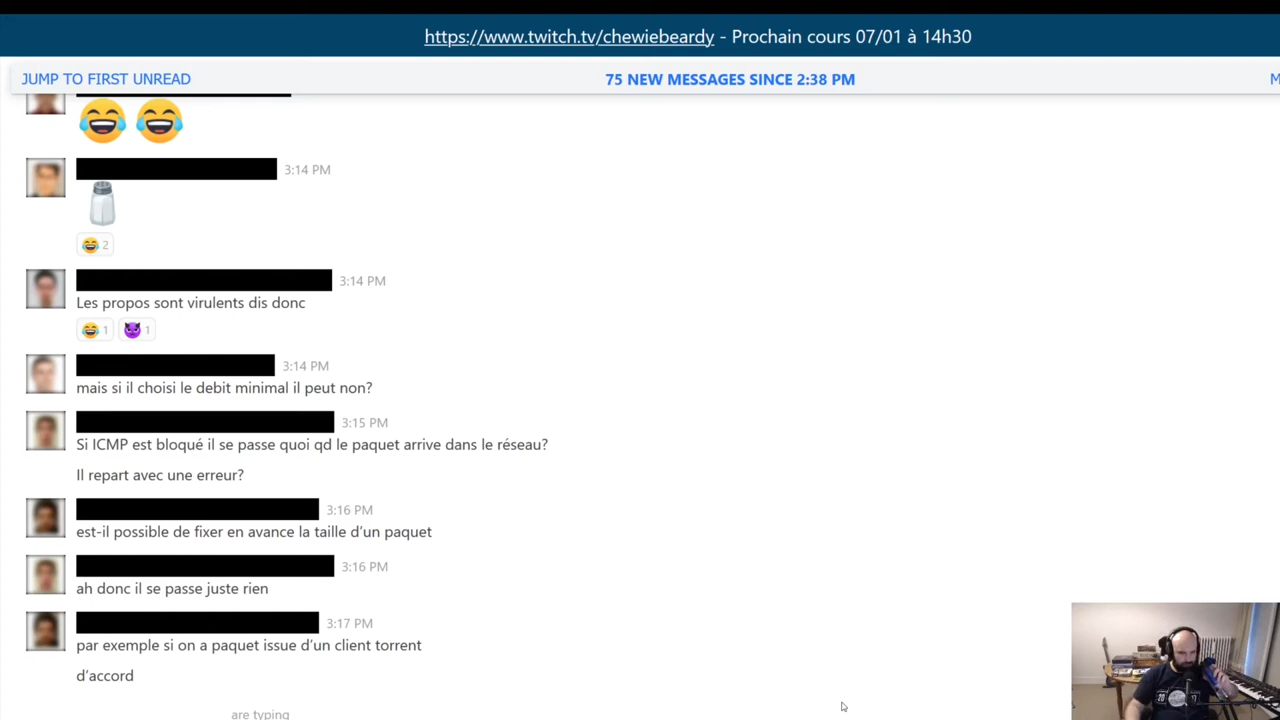 https://www.twitch.tv/chewiebeardy - Prochain cours 07/01 à 14h30
JUMP TO FIRST UNREAD
75 NEW MESSAGES SINCE 2:38 PM
M
3:14 PM
2
3:14 PM
Les propos sont virulents dis donc
1
1
3:14 PM
mais si il choisi le debit minimal il peut non?
3:15 PM
Si ICMP est bloqué il se passe quoi qd le paquet arrive dans le réseau?
Il repart avec une erreur?
3:16 PM
est-il possible de fixer en avance la taille d'un paquet
3:16 PM
ah donc il se passe juste rien
3:17 PM
par exemple si on a paquet issue d'un client torrent
d'accord
are typing